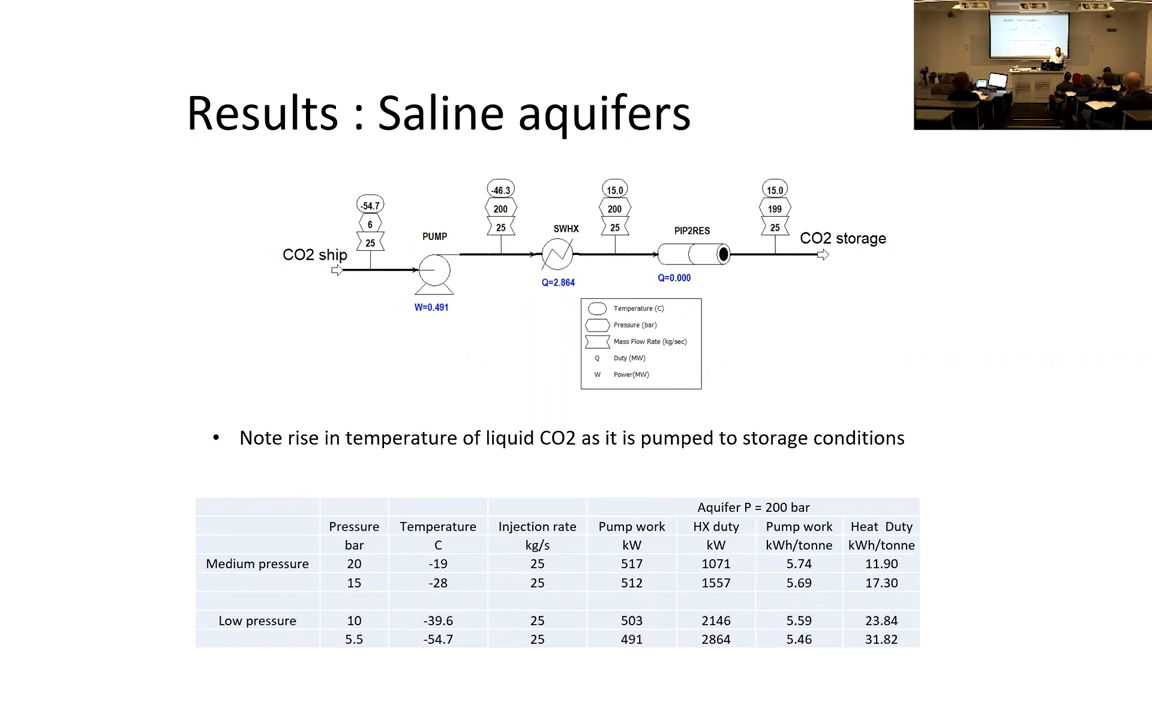 Results : Saline aquifers
-54.7
6
25
CO2 ship
PUMP
W=0.491
-46.3
200
25
SWHX
Q=2.864
15.0
200
25
PIP2RES
Q=0.000
15.0
199
25
CO2 storage
Temperature (C)
Pressure (bar)
Mass Flow Rate (kg/sec)
Q Duty (MW)
W Power(MW)
• Note rise in temperature of liquid CO2 as it is pumped to storage conditions
Aquifer P = 200 bar
Pressure Temperature Injection rate Pump work HX duty Pump work Heat Duty
bar C kg/s kW kW kWh/tonne kWh/tonne
Medium pressure 20 -19 25 517 1071 5.74 11.90
15 -28 25 512 1557 5.69 17.30
Low pressure 10 -39.6 25 503 2146 5.59 23.84
5.5 -54.7 25 491 2864 5.46 31.82